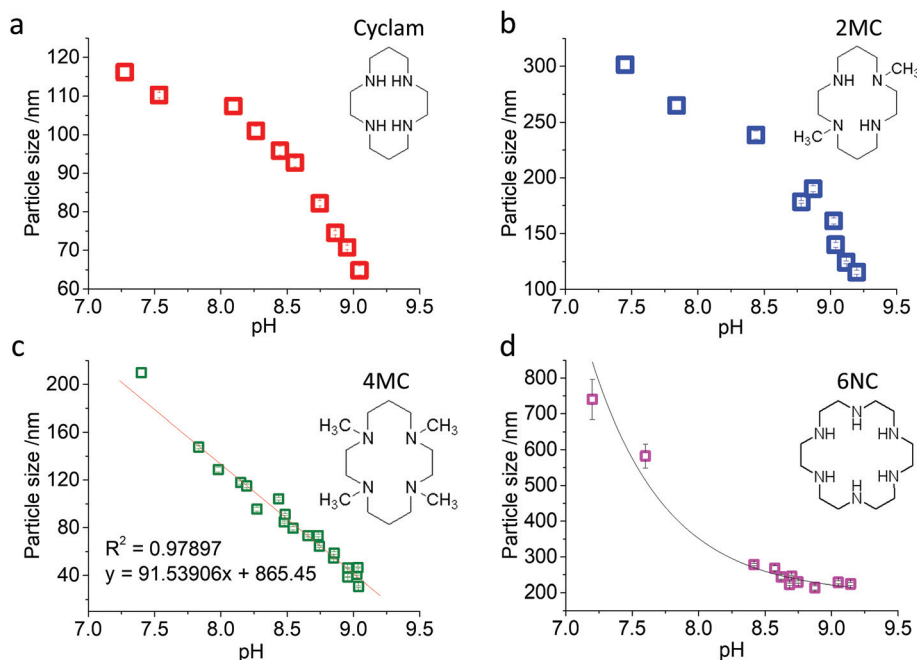 a
Cyclam
120
110
100
90
80
70
60
Particle size /nm
7.0 7.5 8.0 8.5 9.0 9.5
pH
NH HN
NH HN
b
2MC
300
250
200
150
100
Particle size /nm
7.0 7.5 8.0 8.5 9.0 9.5
pH
CH3
NH N
N HN
H3C
c
4MC
200
160
120
80
40
Particle size /nm
7.0 7.5 8.0 8.5 9.0 9.5
pH
H3C CH3
N N
N N
H3C CH3
R² = 0.97897
y = 91.53906x + 865.45
d
6NC
800
700
600
500
400
300
200
Particle size /nm
7.0 7.5 8.0 8.5 9.0 9.5
pH
N
H
NH HN
NH HN
H
N